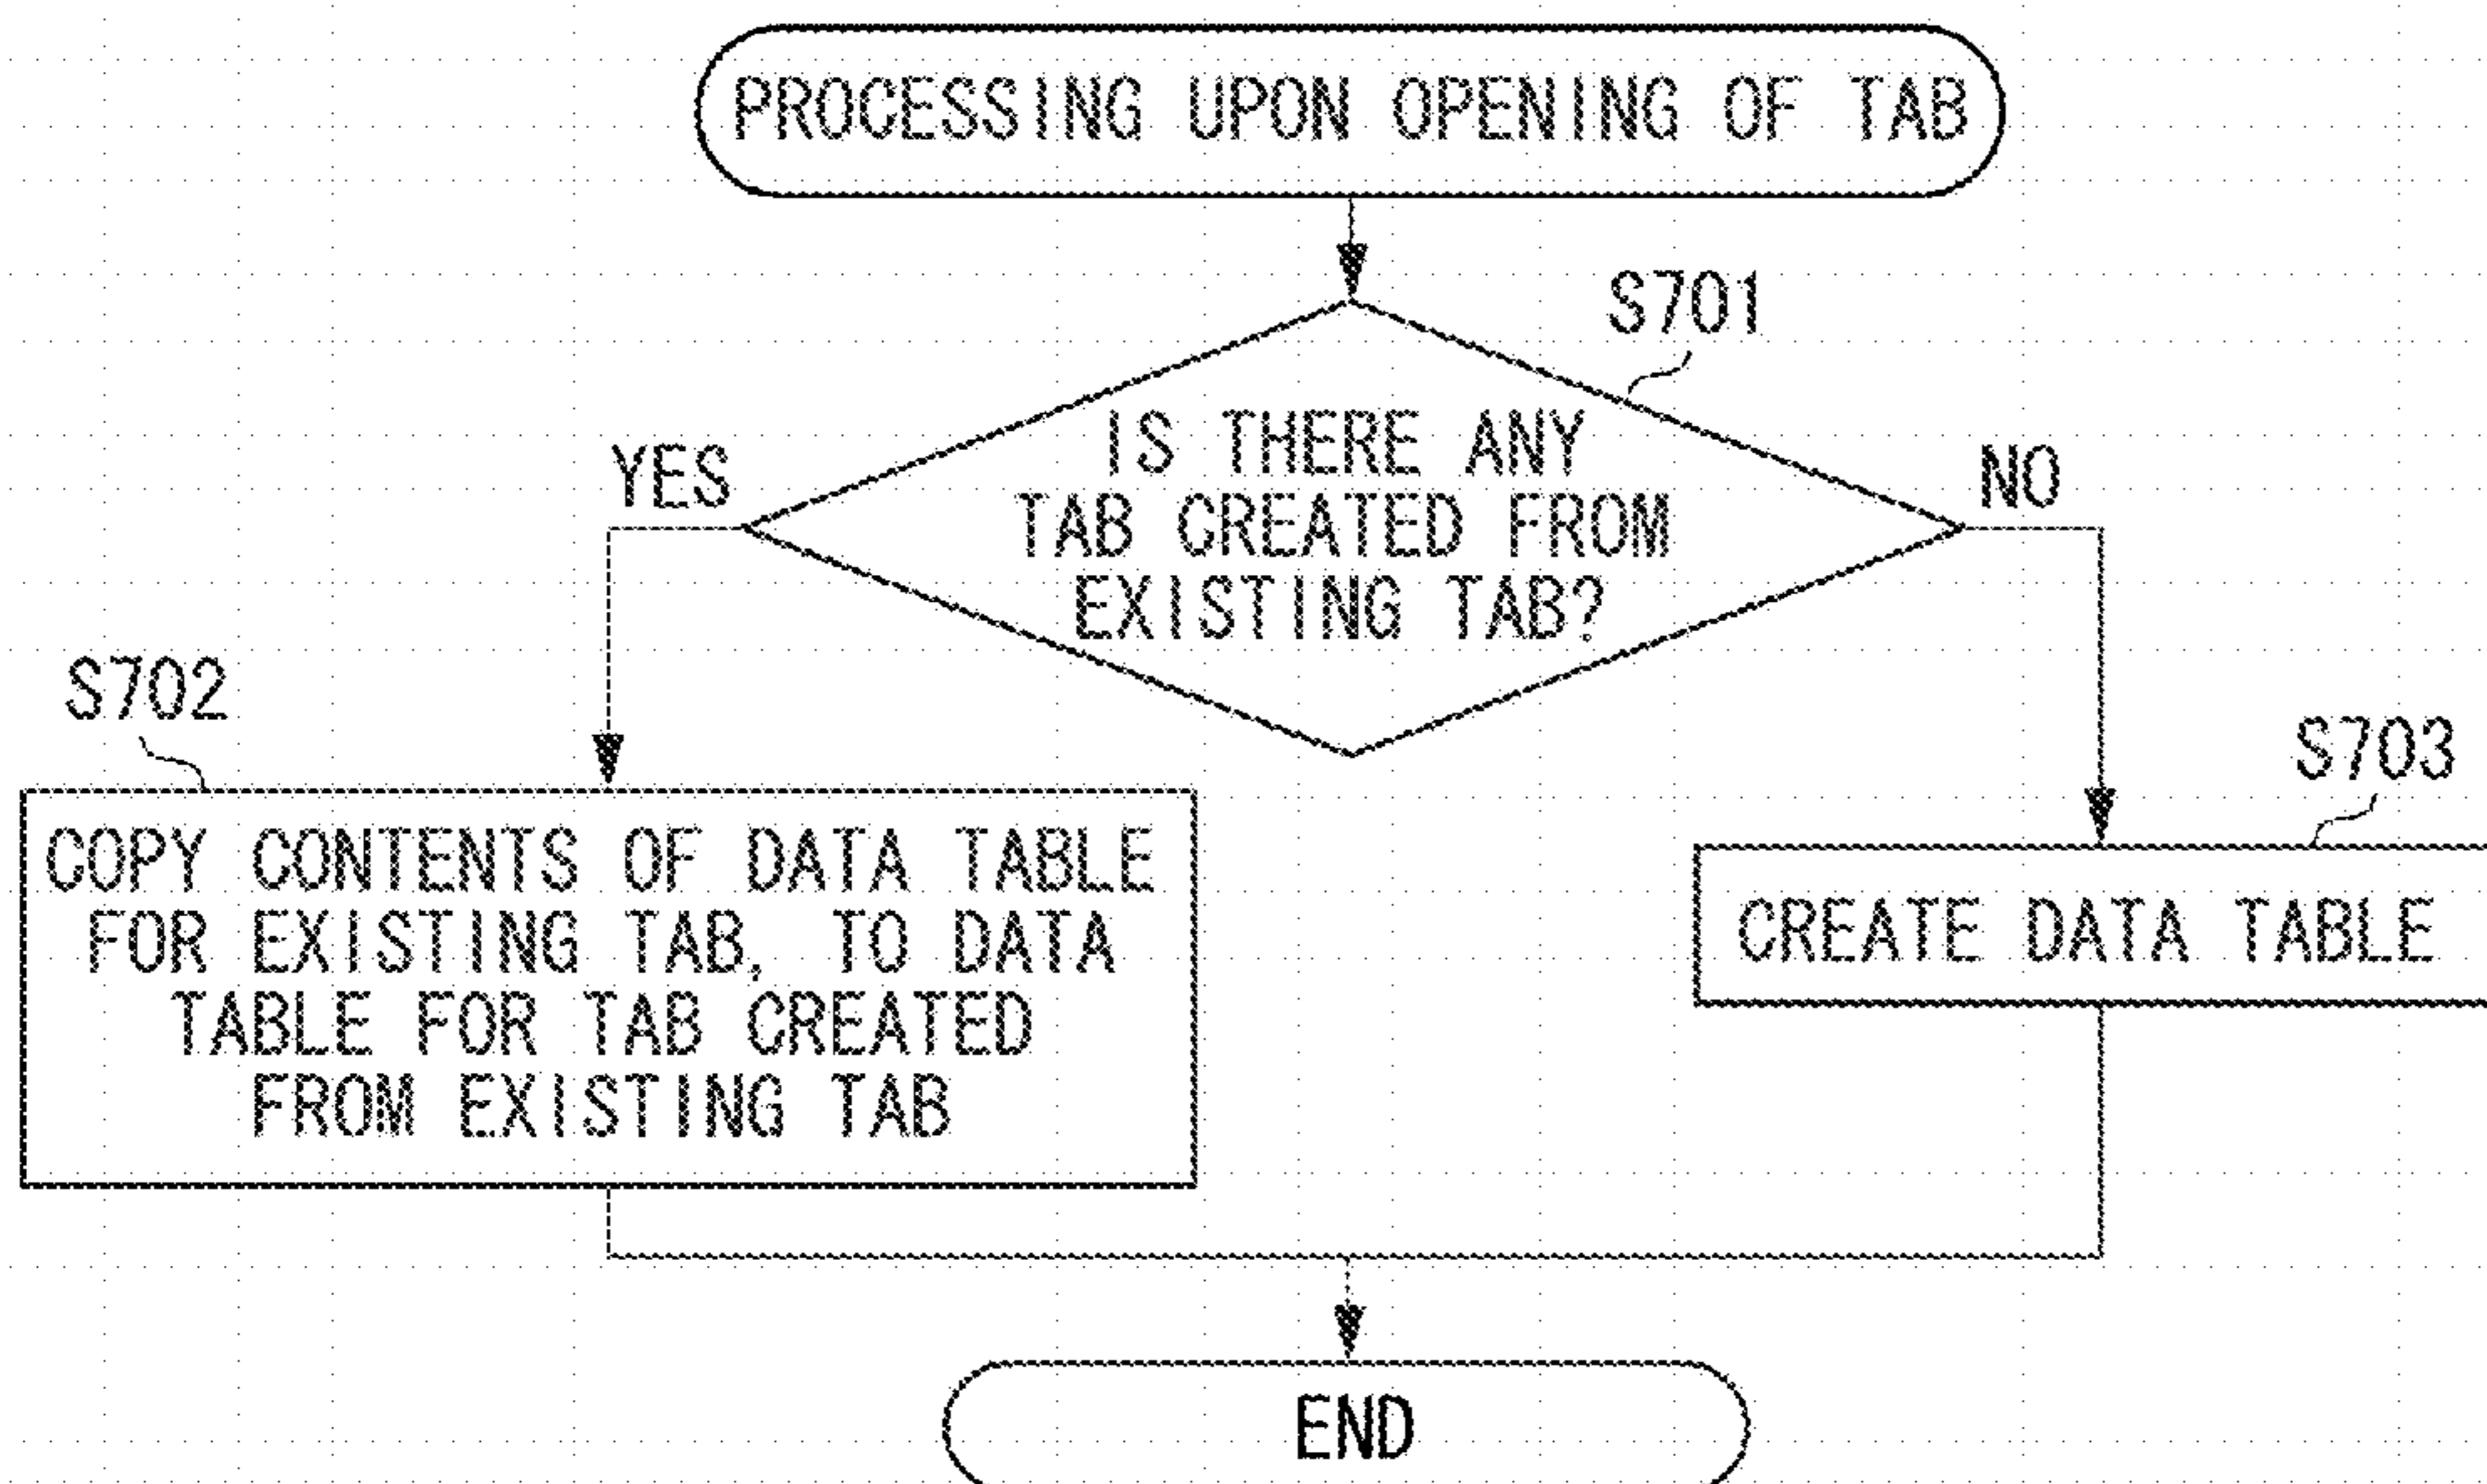 PROCESSING UPON OPENING OF TAB
S701
IS THERE ANY
TAB CREATED FROM
EXISTING TAB?
YES
NO
S702
COPY CONTENTS OF DATA TABLE
FOR EXISTING TAB, TO DATA
TABLE FOR TAB CREATED
FROM EXISTING TAB
S703
CREATE DATA TABLE
END